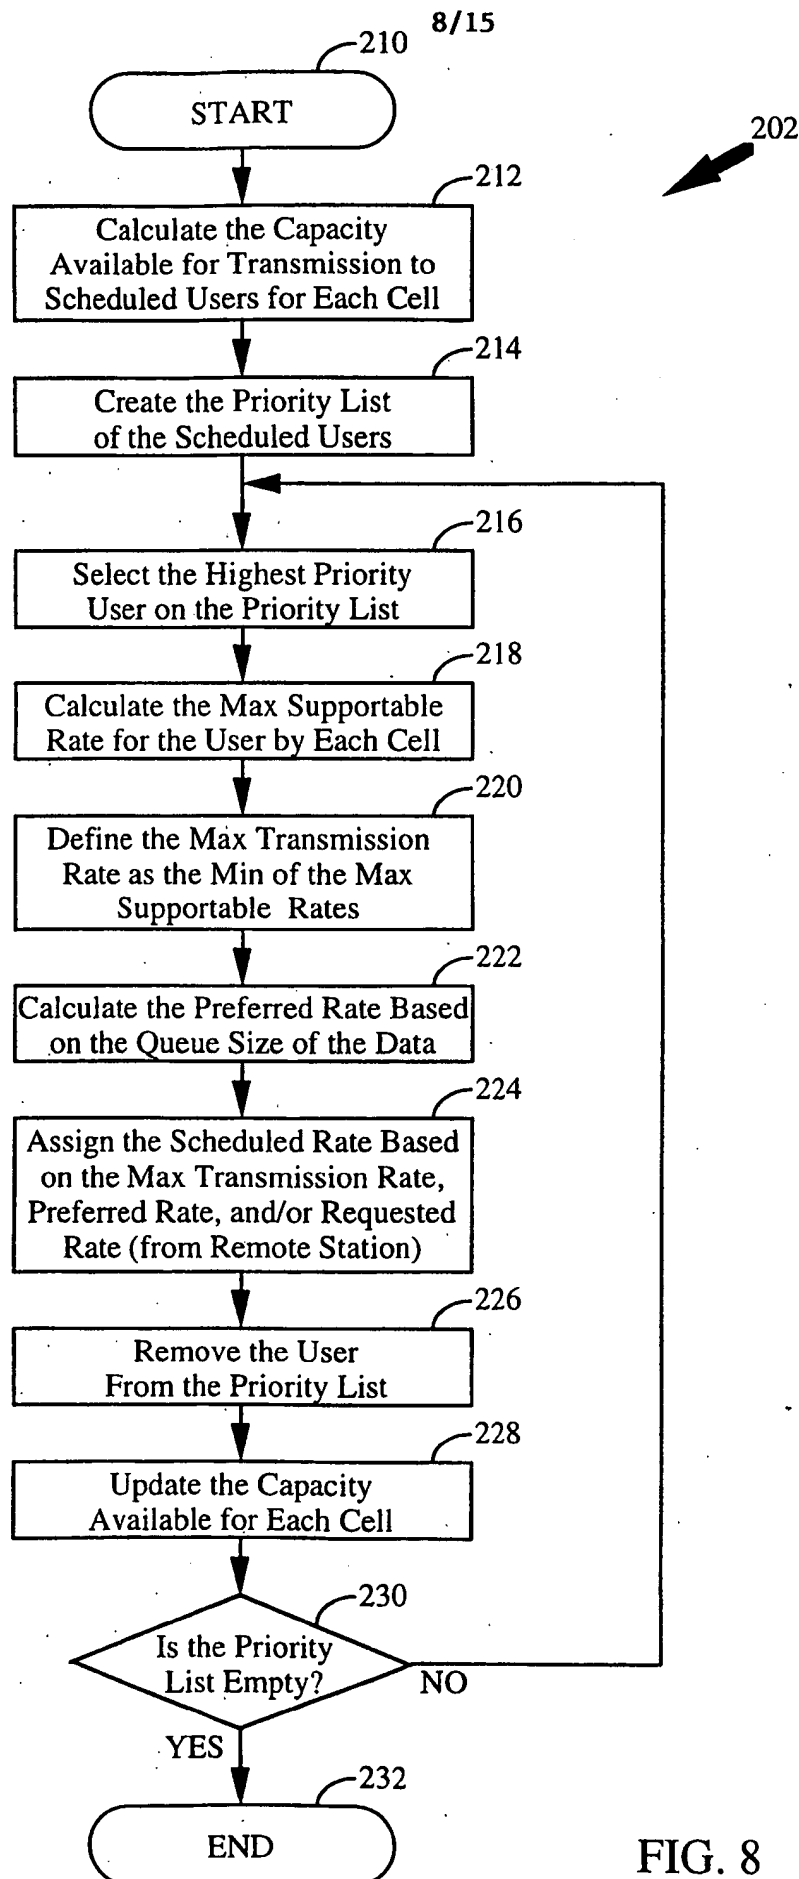 8/15
210
START
202
212
Calculate the Capacity
Available for Transmission to
Scheduled Users for Each Cell
214
Create the Priority List
of the Scheduled Users
216
Select the Highest Priority
User on the Priority List
218
Calculate the Max Supportable
Rate for the User by Each Cell
220
Define the Max Transmission
Rate as the Min of the Max
Supportable Rates
222
Calculate the Preferred Rate Based
on the Queue Size of the Data
224
Assign the Scheduled Rate Based
on the Max Transmission Rate,
Preferred Rate, and/or Requested
Rate (from Remote Station)
226
Remove the User
From the Priority List
228
Update the Capacity
Available for Each Cell
230
Is the Priority
List Empty?
NO
YES
232
END
FIG. 8